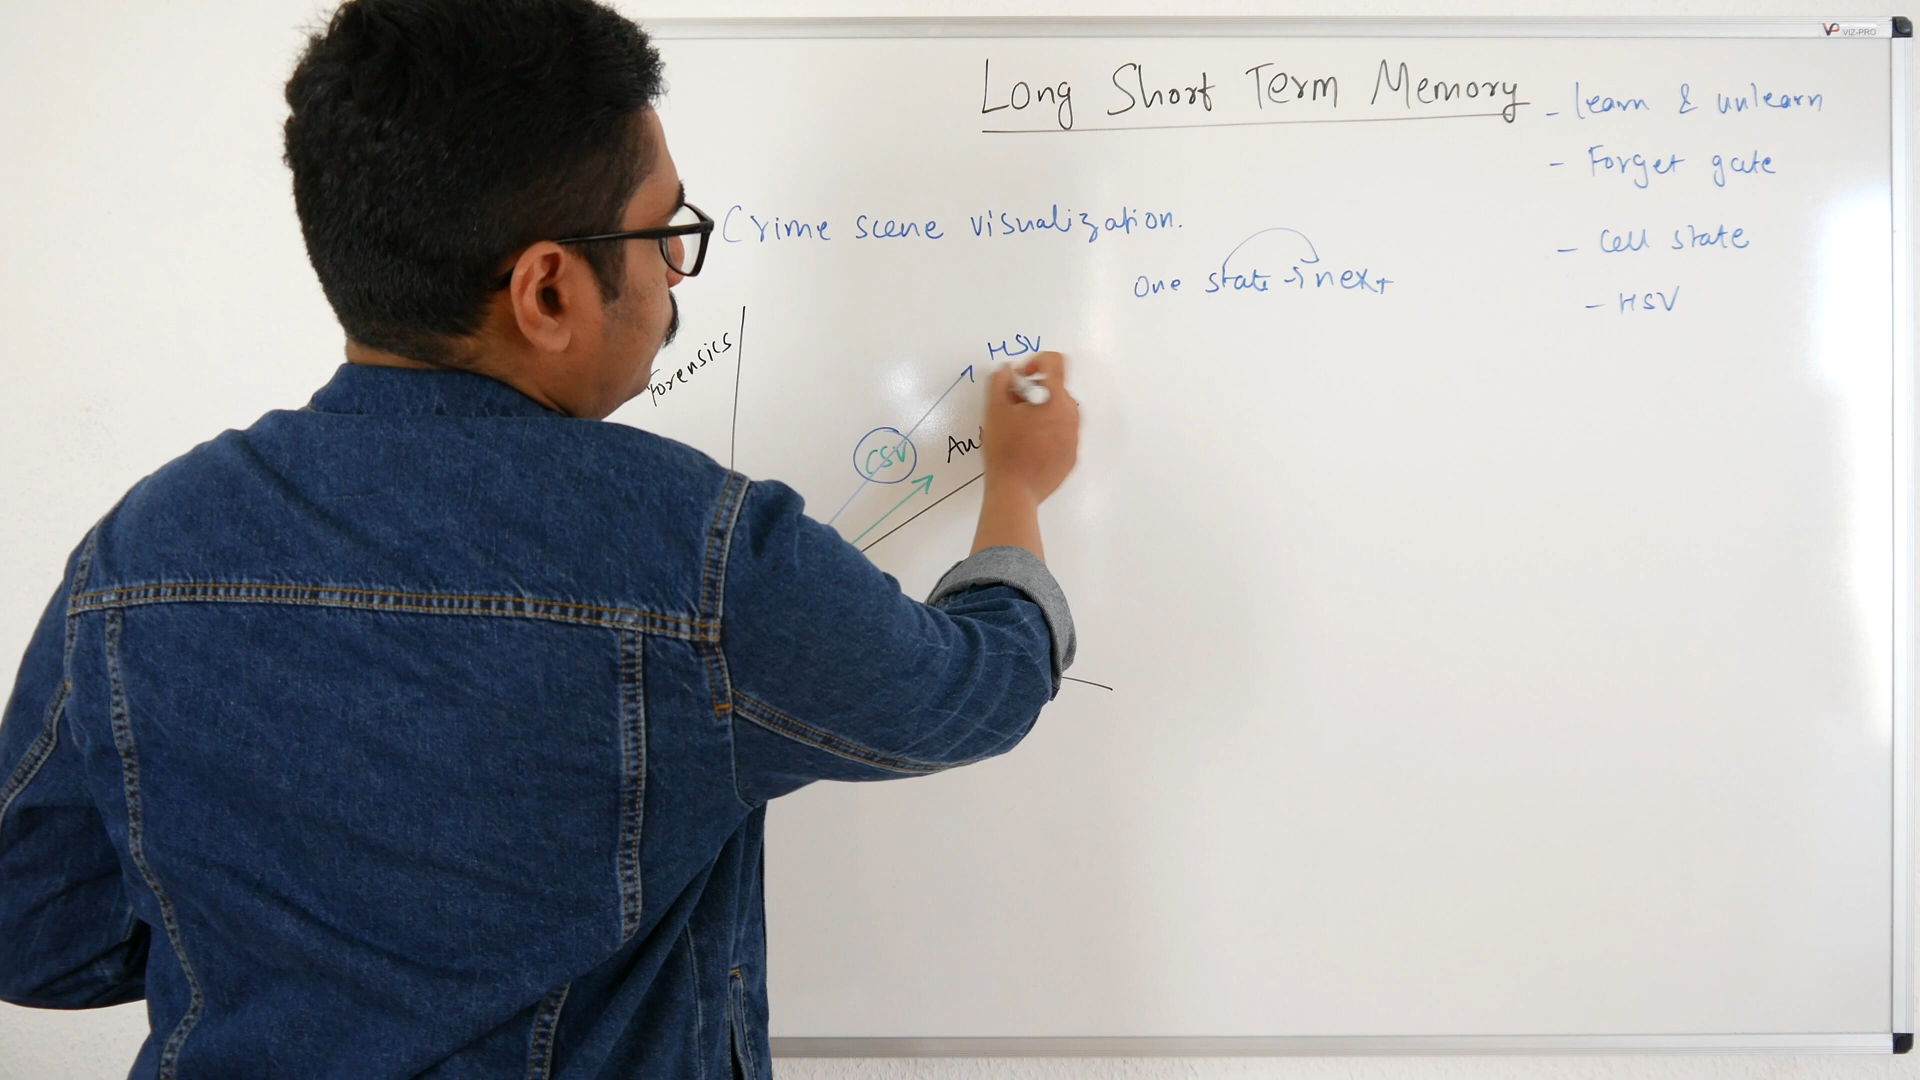 VIZ-PRO
Long Short Term Memory
- learn & unlearn
- Forget gate
- Cell state
- HSV
Crime scene visualization.
One state → next
Forensics
HSV
CSV